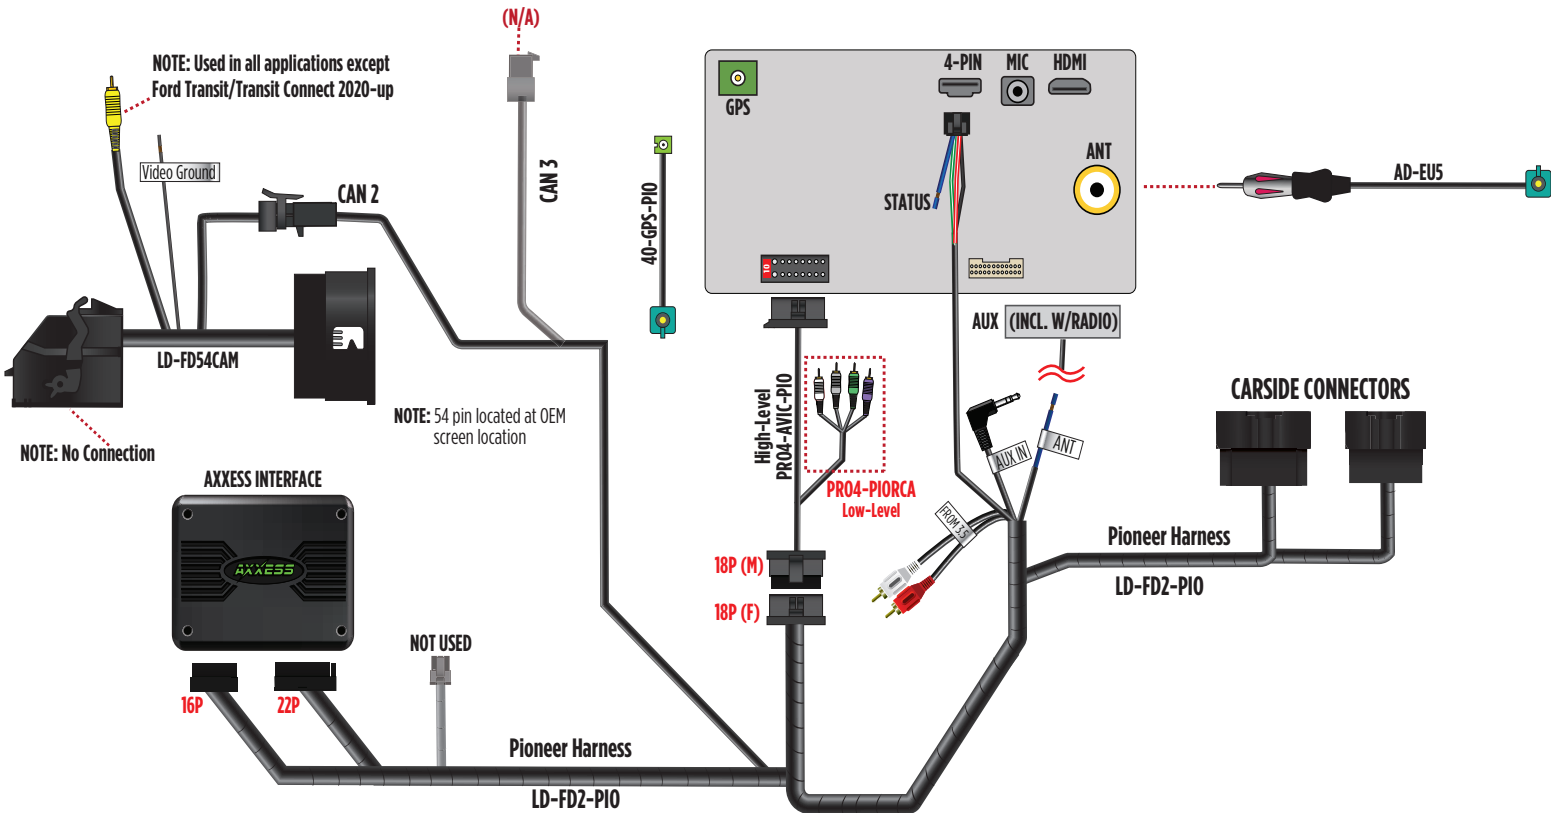 (N/A)
NOTE: Used in all applications except
Ford Transit/Transit Connect 2020-up
Video Ground
CAN 2
CAN 3
LD-FD54CAM
NOTE: No Connection
NOTE: 54 pin located at OEM
screen location
40-GPS-PIO
GPS
4-PIN
MIC
HDMI
ANT
STATUS
10
AD-EU5
AUX
(INCL. W/RADIO)
High-Level
PR04-AVIC-PIO
PR04-PIORCA
Low-Level
AUX IN
ANT
FROM 3.5
CARSIDE CONNECTORS
Pioneer Harness
LD-FD2-PIO
18P (M)
18P (F)
AXXESS INTERFACE
AXXESS
16P
22P
NOT USED
Pioneer Harness
LD-FD2-PIO